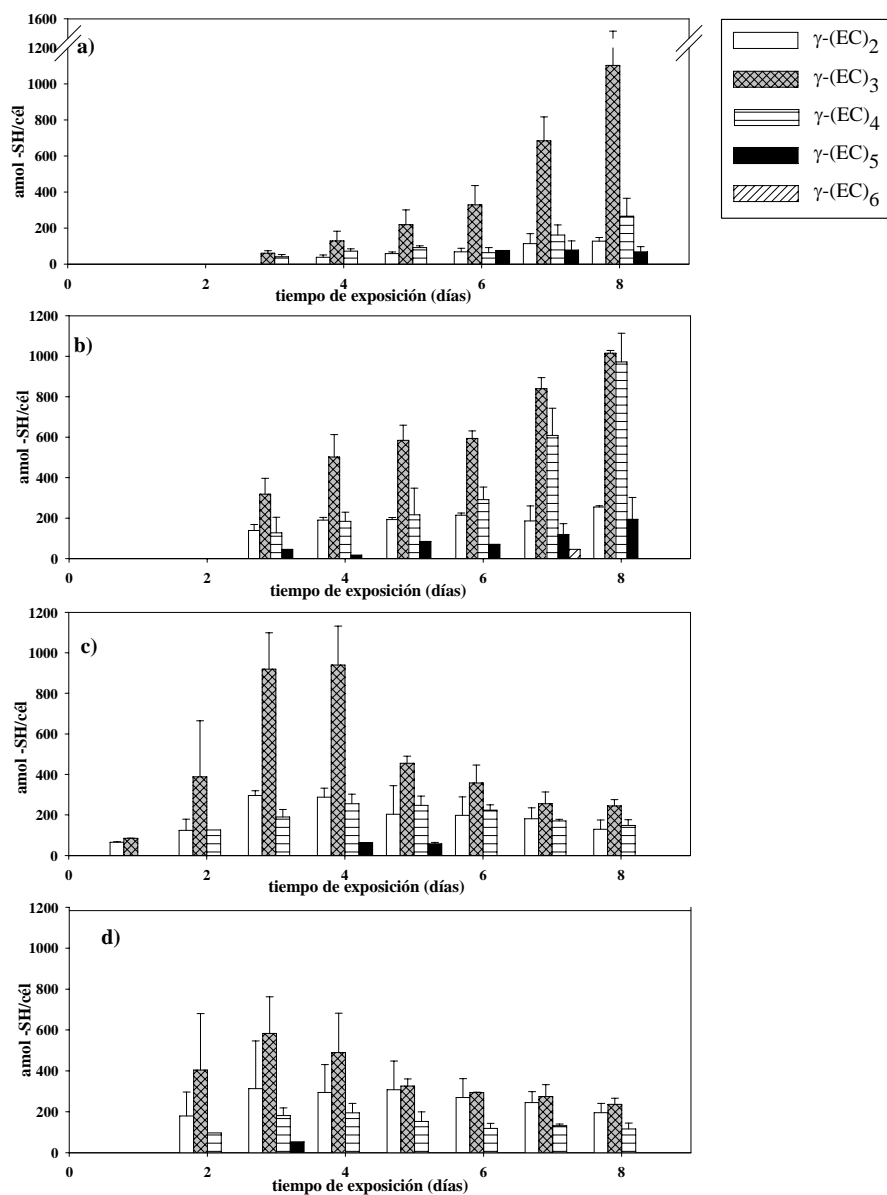 1600
1200
a)
1000
800
600
400
200
0
amol -SH/cél
0 2 4 6 8
tiempo de exposición (días)
γ-(EC)2
γ-(EC)3
γ-(EC)4
γ-(EC)5
γ-(EC)6
1200
b)
1000
800
600
400
200
0
amol -SH/cél
0 2 4 6 8
tiempo de exposición (días)
1200
c)
1000
800
600
400
200
0
amol -SH/cél
0 2 4 6 8
tiempo de exposición (días)
1200
d)
1000
800
600
400
200
0
amol -SH/cél
0 2 4 6 8
tiempo de exposición (días)